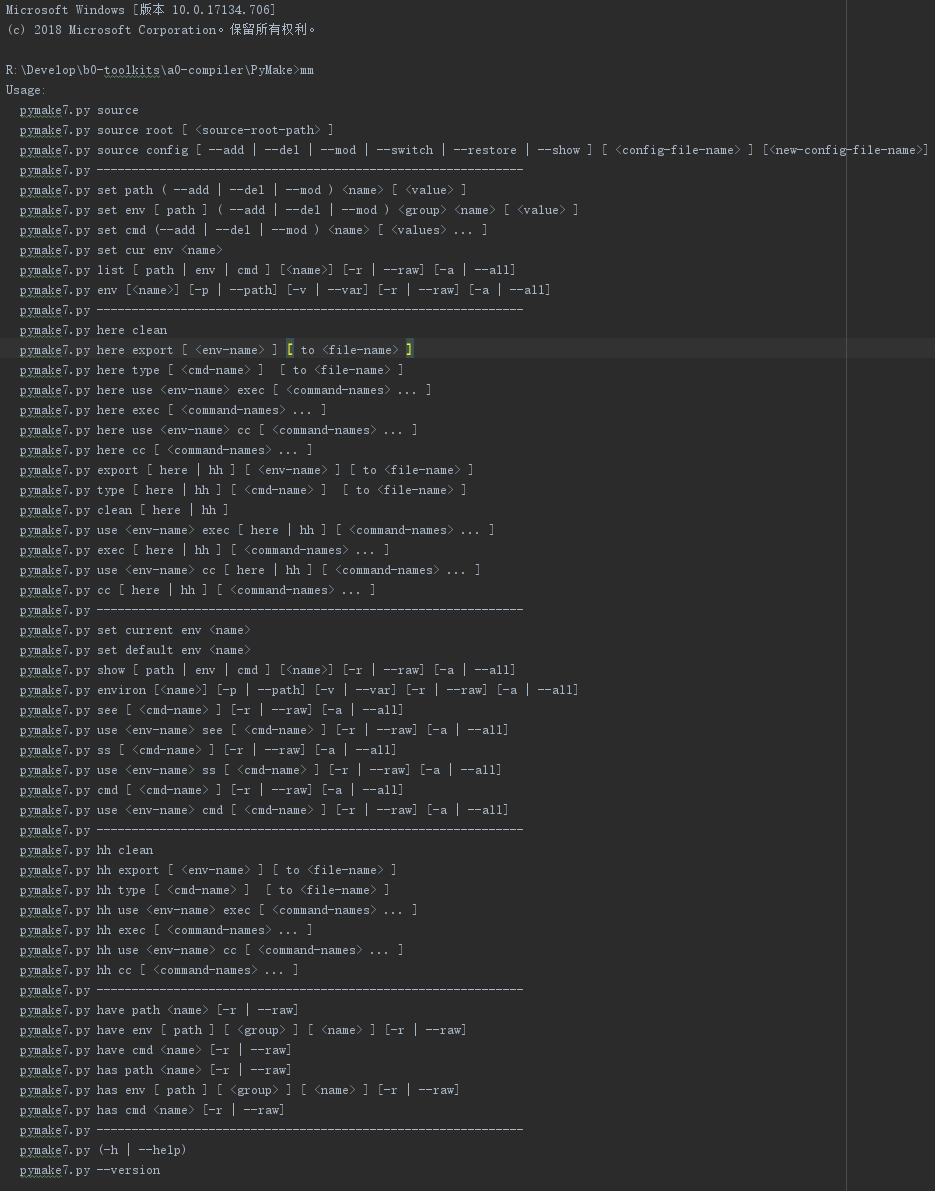 Microsoft Windows [版本 10.0.17134.706]
(c) 2018 Microsoft Corporation。保留所有权利。
R:\Develop\b0-toolkits\a0-compiler\PyMake>mm
Usage:
pymake7.py source
pymake7.py source root [ <source-root-path> ]
pymake7.py source config [ --add | --del | --mod | --switch | --restore | --show ] [ <config-file-name> ] [<new-config-file-name>]
pymake7.py -------------------------------------------------------------
pymake7.py set path ( --add | --del | --mod ) <name> [ <value> ]
pymake7.py set env [ path ] ( --add | --del | --mod ) <group> <name> [ <value> ]
pymake7.py set cmd (--add | --del | --mod ) <name> [ <values> ... ]
pymake7.py set cur env <name>
pymake7.py list [ path | env | cmd ] [<name>] [-r | --raw] [-a | --all]
pymake7.py env [<name>] [-p | --path] [-v | --var] [-r | --raw] [-a | --all]
pymake7.py -------------------------------------------------------------
pymake7.py here clean
pymake7.py here export [ <env-name> ] [ to <file-name> ]
pymake7.py here type [ <cmd-name> ]  [ to <file-name> ]
pymake7.py here use <env-name> exec [ <command-names> ... ]
pymake7.py here exec [ <command-names> ... ]
pymake7.py here use <env-name> cc [ <command-names> ... ]
pymake7.py here cc [ <command-names> ... ]
pymake7.py export [ here | hh ] [ <env-name> ] [ to <file-name> ]
pymake7.py type [ here | hh ] [ <cmd-name> ]  [ to <file-name> ]
pymake7.py clean [ here | hh ]
pymake7.py use <env-name> exec [ here | hh ] [ <command-names> ... ]
pymake7.py exec [ here | hh ] [ <command-names> ... ]
pymake7.py use <env-name> cc [ here | hh ] [ <command-names> ... ]
pymake7.py cc [ here | hh ] [ <command-names> ... ]
pymake7.py -------------------------------------------------------------
pymake7.py set current env <name>
pymake7.py set default env <name>
pymake7.py show [ path | env | cmd ] [<name>] [-r | --raw] [-a | --all]
pymake7.py environ [<name>] [-p | --path] [-v | --var] [-r | --raw] [-a | --all]
pymake7.py see [ <cmd-name> ] [-r | --raw] [-a | --all]
pymake7.py use <env-name> see [ <cmd-name> ] [-r | --raw] [-a | --all]
pymake7.py ss [ <cmd-name> ] [-r | --raw] [-a | --all]
pymake7.py use <env-name> ss [ <cmd-name> ] [-r | --raw] [-a | --all]
pymake7.py cmd [ <cmd-name> ] [-r | --raw] [-a | --all]
pymake7.py use <env-name> cmd [ <cmd-name> ] [-r | --raw] [-a | --all]
pymake7.py -------------------------------------------------------------
pymake7.py hh clean
pymake7.py hh export [ <env-name> ] [ to <file-name> ]
pymake7.py hh type [ <cmd-name> ]  [ to <file-name> ]
pymake7.py hh use <env-name> exec [ <command-names> ... ]
pymake7.py hh exec [ <command-names> ... ]
pymake7.py hh use <env-name> cc [ <command-names> ... ]
pymake7.py hh cc [ <command-names> ... ]
pymake7.py -------------------------------------------------------------
pymake7.py have path <name> [-r | --raw]
pymake7.py have env [ path ] [ <group> ] [ <name> ] [-r | --raw]
pymake7.py have cmd <name> [-r | --raw]
pymake7.py has path <name> [-r | --raw]
pymake7.py has env [ path ] [ <group> ] [ <name> ] [-r | --raw]
pymake7.py has cmd <name> [-r | --raw]
pymake7.py -------------------------------------------------------------
pymake7.py (-h | --help)
pymake7.py --version